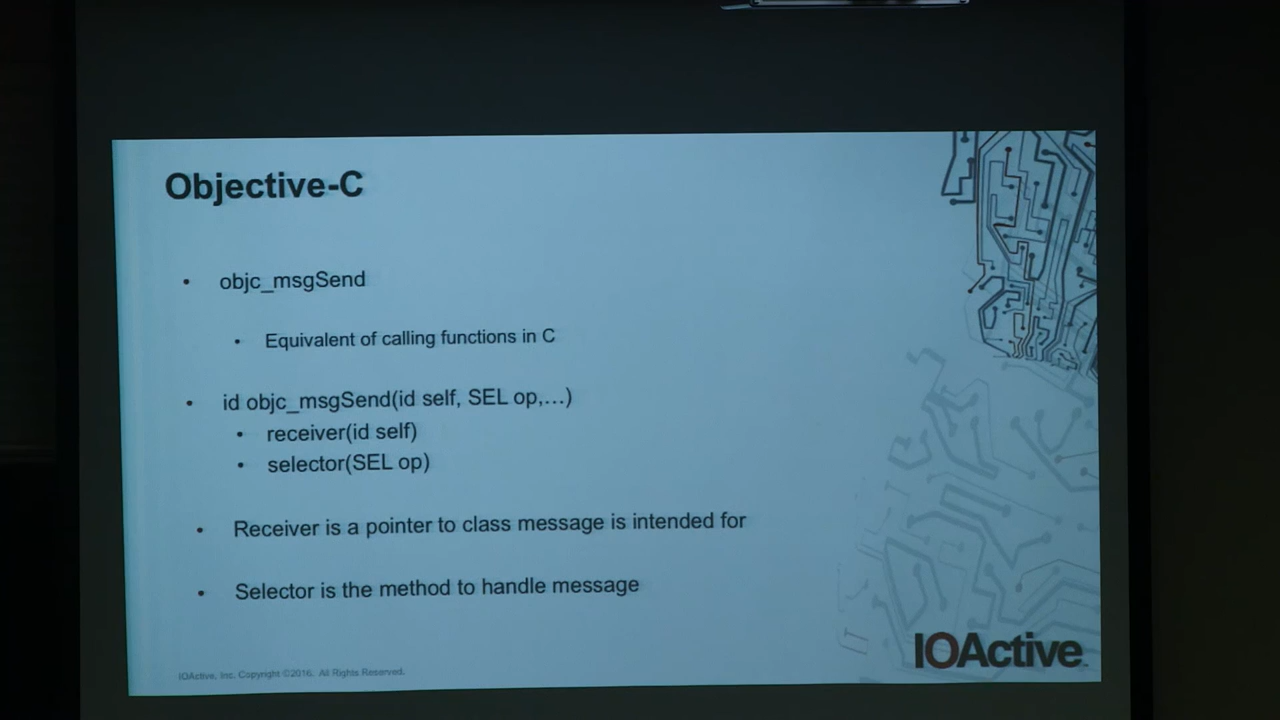 Objective-C
• objc_msgSend
• Equivalent of calling functions in C
• id objc_msgSend(id self, SEL op,…)
• receiver(id self)
• selector(SEL op)
• Receiver is a pointer to class message is intended for
• Selector is the method to handle message
IOActive, Inc. Copyright ©2016. All Rights Reserved.
IOActive